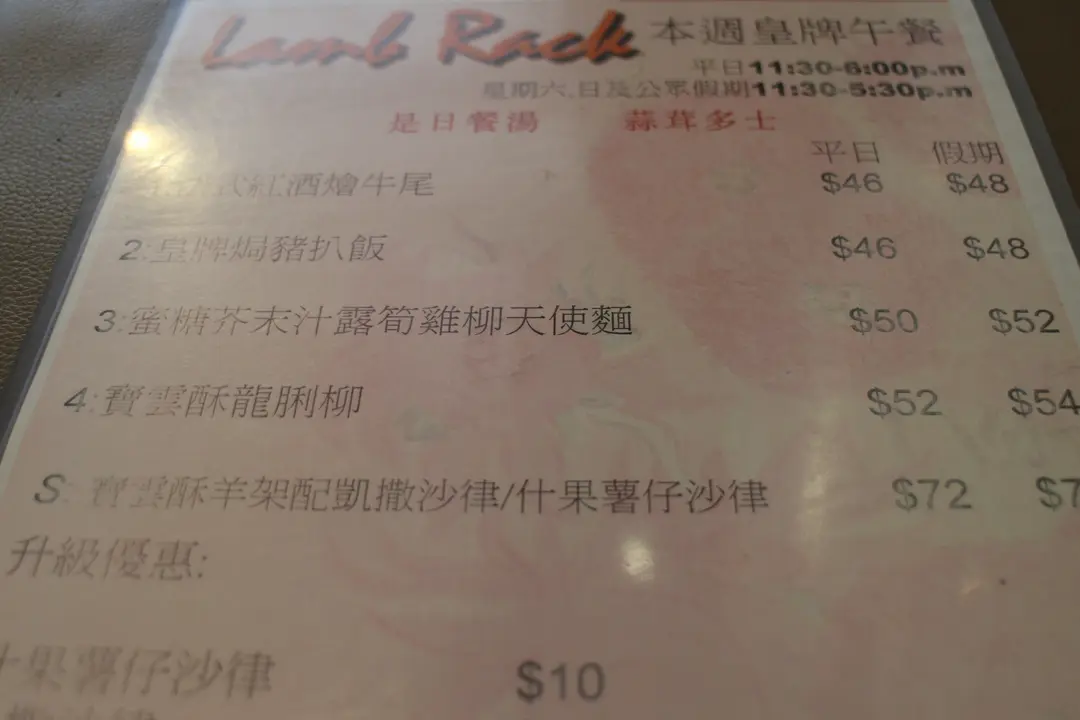 Lamb Rack 本週皇牌午餐
平日11:30-6:00p.m
星期六,日及公眾假期11:30-5:30p.m
是日餐湯 蒜茸多士
平日 假期
式紅酒燴牛尾 $46 $48
2:皇牌焗豬扒飯 $46 $48
3:蜜糖芥末汁露筍雞柳天使麵 $50 $52
4:寶雲酥龍脷柳 $52 $54
S: 寶雲酥羊架配凱撒沙律/什果薯仔沙律 $72 $7
升級優惠:
什果薯仔沙律 $10